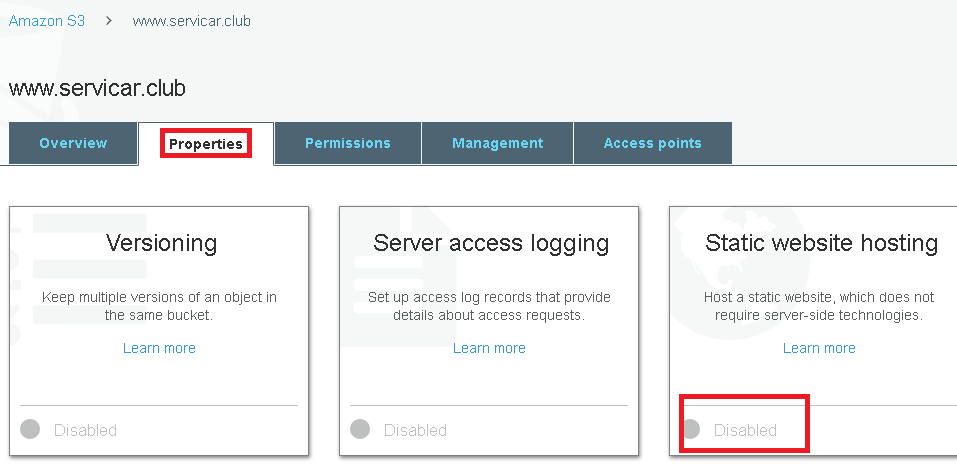 Amazon S3 > www.servicar.club
www.servicar.club
Overview Properties Permissions Management Access points
Versioning
Keep multiple versions of an object in
the same bucket.
Learn more
Disabled
Server access logging
Set up access log records that provide
details about access requests.
Learn more
Disabled
Static website hosting
Host a static website, which does not
require server-side technologies.
Learn more
Disabled